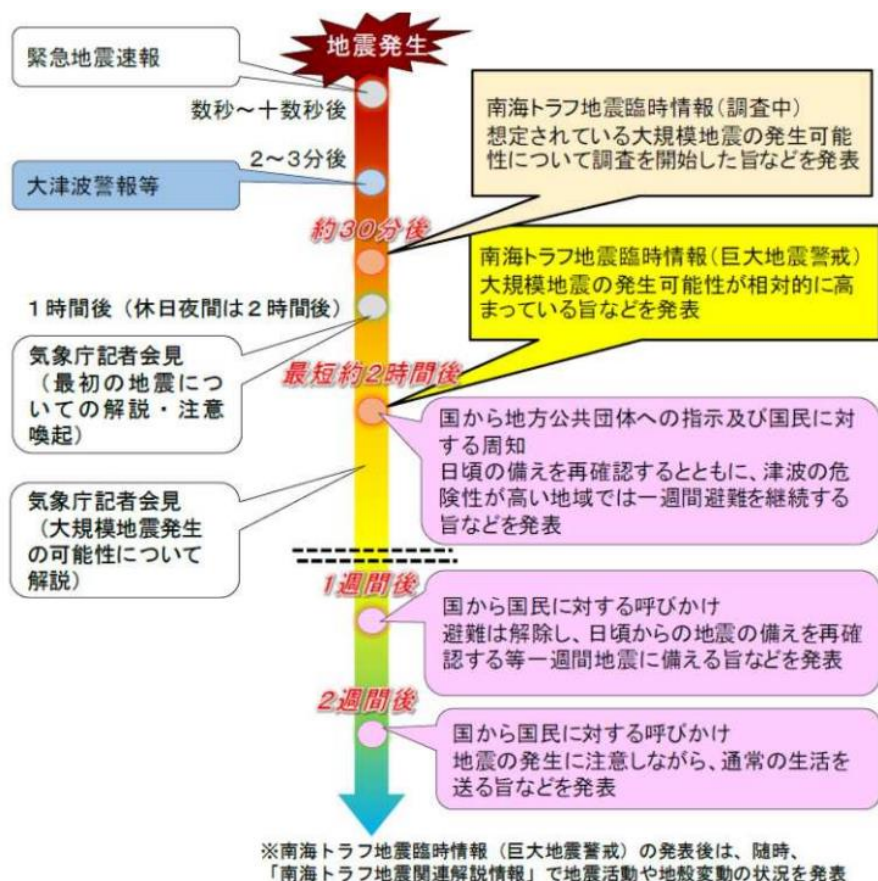 地震発生
緊急地震速報
数秒～十数秒後
南海トラフ地震臨時情報（調査中）
想定されている大規模地震の発生可能
性について調査を開始した旨などを発表
2～3分後
大津波警報等
約30分後
南海トラフ地震臨時情報（巨大地震警戒）
大規模地震の発生可能性が相対的に高
まっている旨などを発表
1時間後（休日夜間は2時間後）
気象庁記者会見
（最初の地震につ
いての解説・注意
喚起）
最短約2時間後
国から地方公共団体への指示及び国民に対
する周知
日頃の備えを再確認するとともに、津波の危
険性が高い地域では一週間避難を継続する
旨などを発表
気象庁記者会見
（大規模地震発生
の可能性について
解説）
1週間後
国から国民に対する呼びかけ
避難は解除し、日頃からの地震の備えを再確
認する等一週間地震に備える旨などを発表
2週間後
国から国民に対する呼びかけ
地震の発生に注意しながら、通常の生活を
送る旨などを発表
※南海トラフ地震臨時情報（巨大地震警戒）の発表後は、随時、
「南海トラフ地震関連解説情報」で地震活動や地殻変動の状況を発表